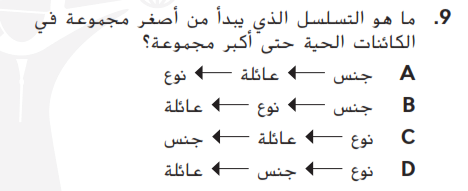 9. ما هو التسلسل الذي يبدأ من أصغر مجموعة في
الكائنات الحية حتى أكبر مجموعة؟
A جنس ← عائلة ← نوع
B جنس ← نوع ← عائلة
C نوع ← عائلة ← جنس
D نوع ← جنس ← عائلة